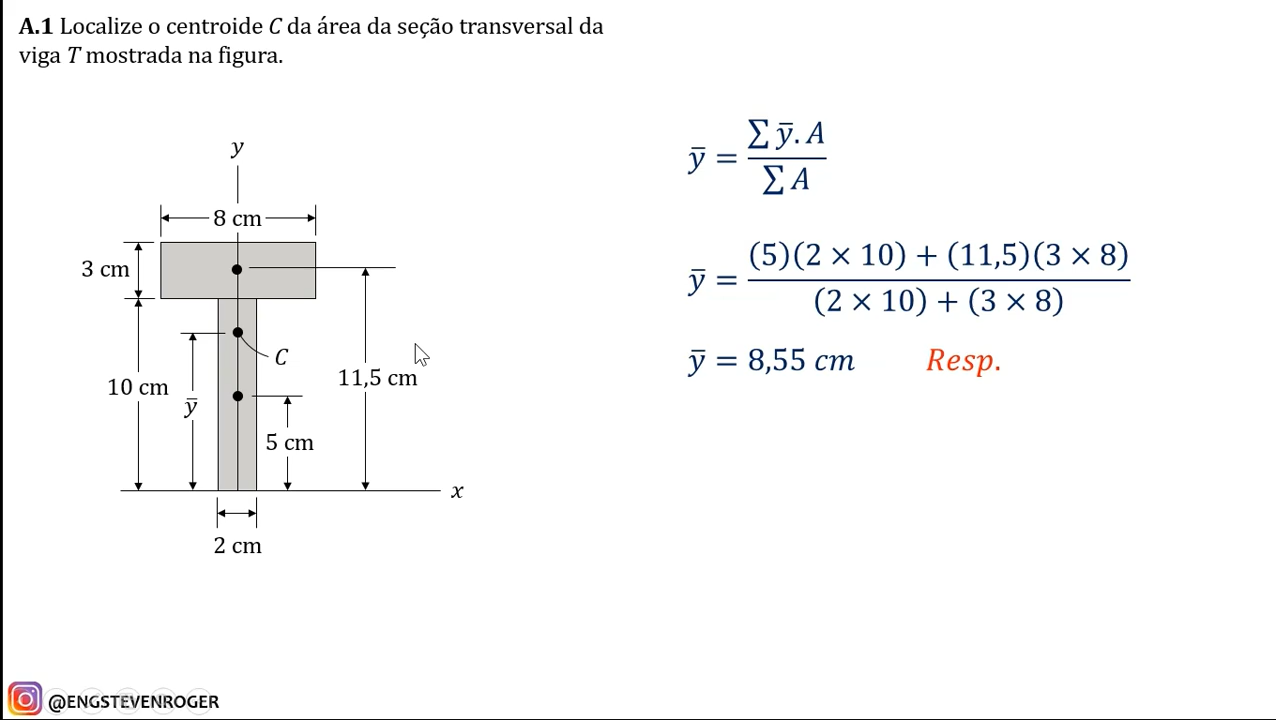 A.1 Localize o centroide C da área da seção transversal da
viga T mostrada na figura.
y
8 cm
3 cm
C
11,5 cm
10 cm
ȳ
5 cm
x
2 cm
ȳ = ∑ ȳ. A / ∑ A
ȳ = (5)(2 × 10) + (11,5)(3 × 8) / (2 × 10) + (3 × 8)
ȳ = 8,55 cm Resp.
@ENGSTEVENROGER